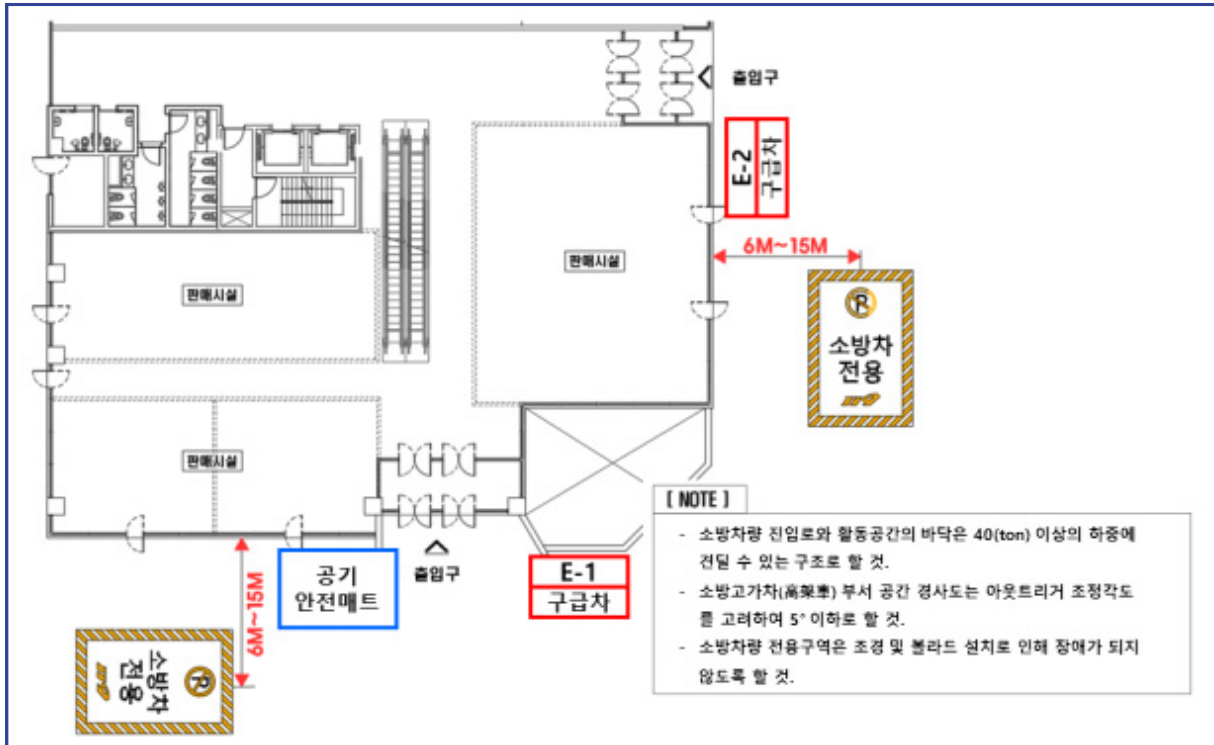 출입구
E-2
구급차
6M~15M
판매시설
판매시설
P
소방차
전용
119
판매시설
[ NOTE ]
- 소방차량 진입로와 활동공간의 바닥은 40(ton) 이상의 하중에
견딜 수 있는 구조로 할 것.
- 소방고가차(高架車) 부서 공간 경사도는 아웃트리거 조정각도
를 고려하여 5° 이하로 할 것.
- 소방차량 전용구역은 조경 및 볼라드 설치로 인해 장애가 되지
않도록 할 것.
공기
안전매트
출입구
E-1
구급차
6M~15M
P
소방차
전용
119